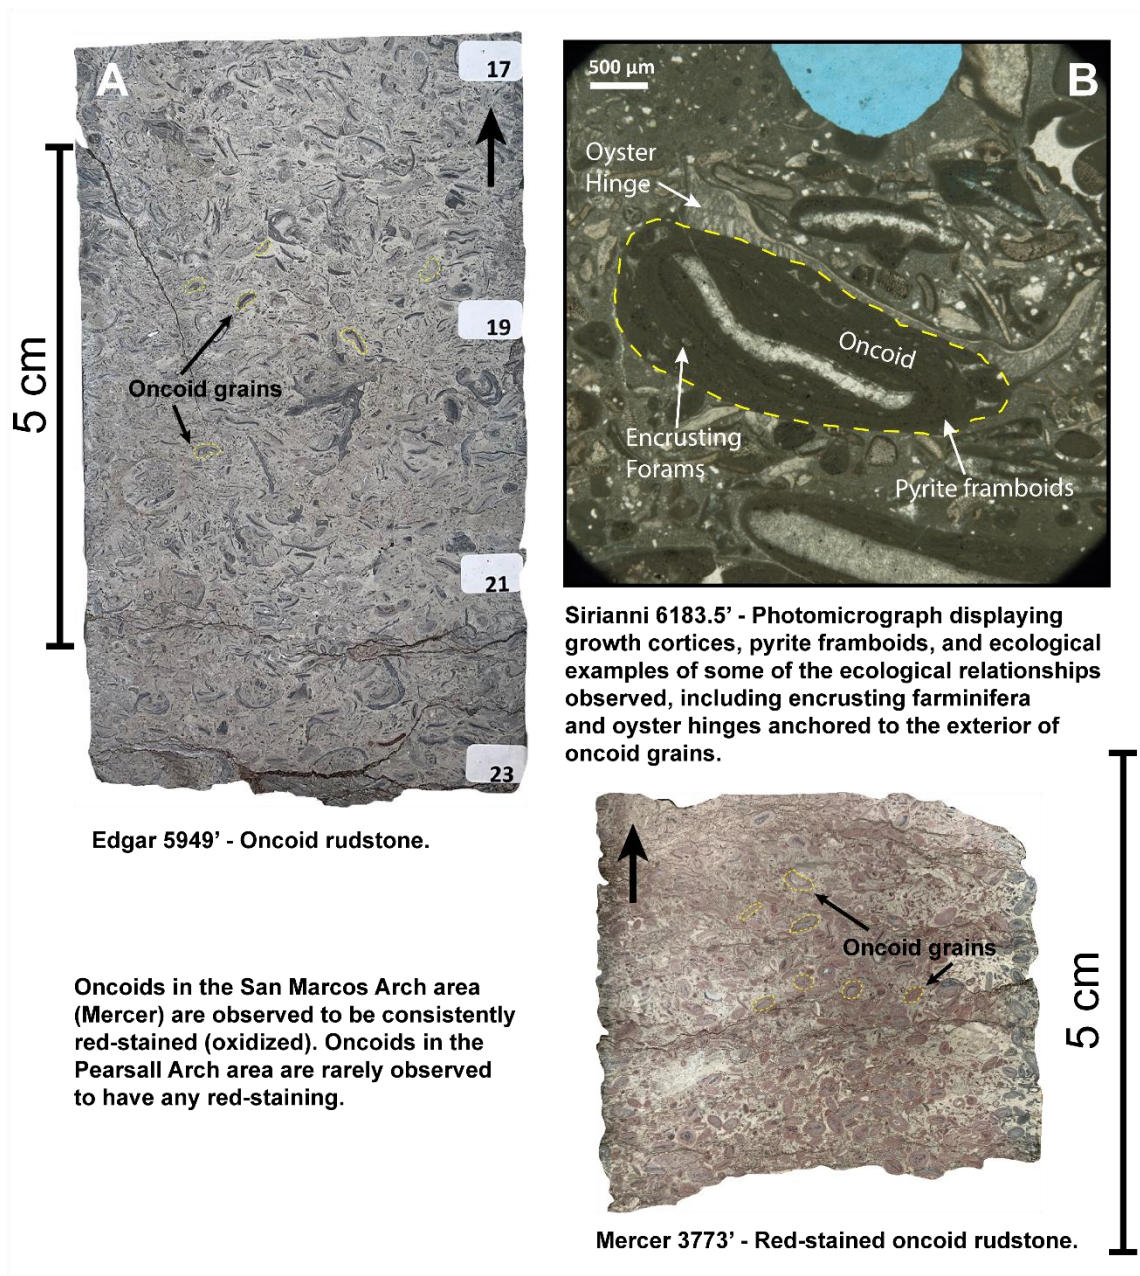 A
17
5 cm
19
Oncoid grains
21
23
Edgar 5949’ - Oncoid rudstone.
500 µm
B
Oyster
Hinge
Oncoid
Encrusting
Forams
Pyrite framboids
Sirianni 6183.5’ - Photomicrograph displaying
growth cortices, pyrite framboids, and ecological
examples of some of the ecological relationships
observed, including encrusting farminifera
and oyster hinges anchored to the exterior of
oncoid grains.
Oncoids in the San Marcos Arch area
(Mercer) are observed to be consistently
red-stained (oxidized). Oncoids in the
Pearsall Arch area are rarely observed
to have any red-staining.
Oncoid grains
5 cm
Mercer 3773’ - Red-stained oncoid rudstone.